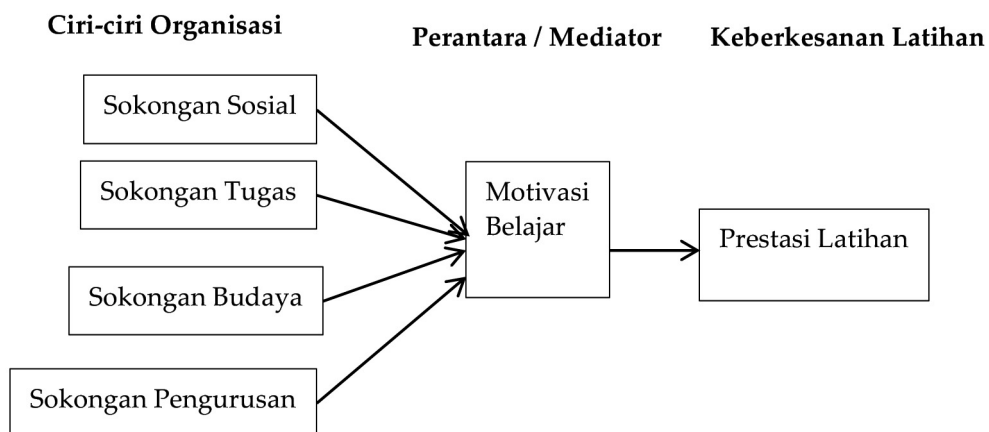 Ciri-ciri Organisasi
Perantara / Mediator
Keberkesanan Latihan
Sokongan Sosial
Sokongan Tugas
Sokongan Budaya
Sokongan Pengurusan
Motivasi
Belajar
Prestasi Latihan